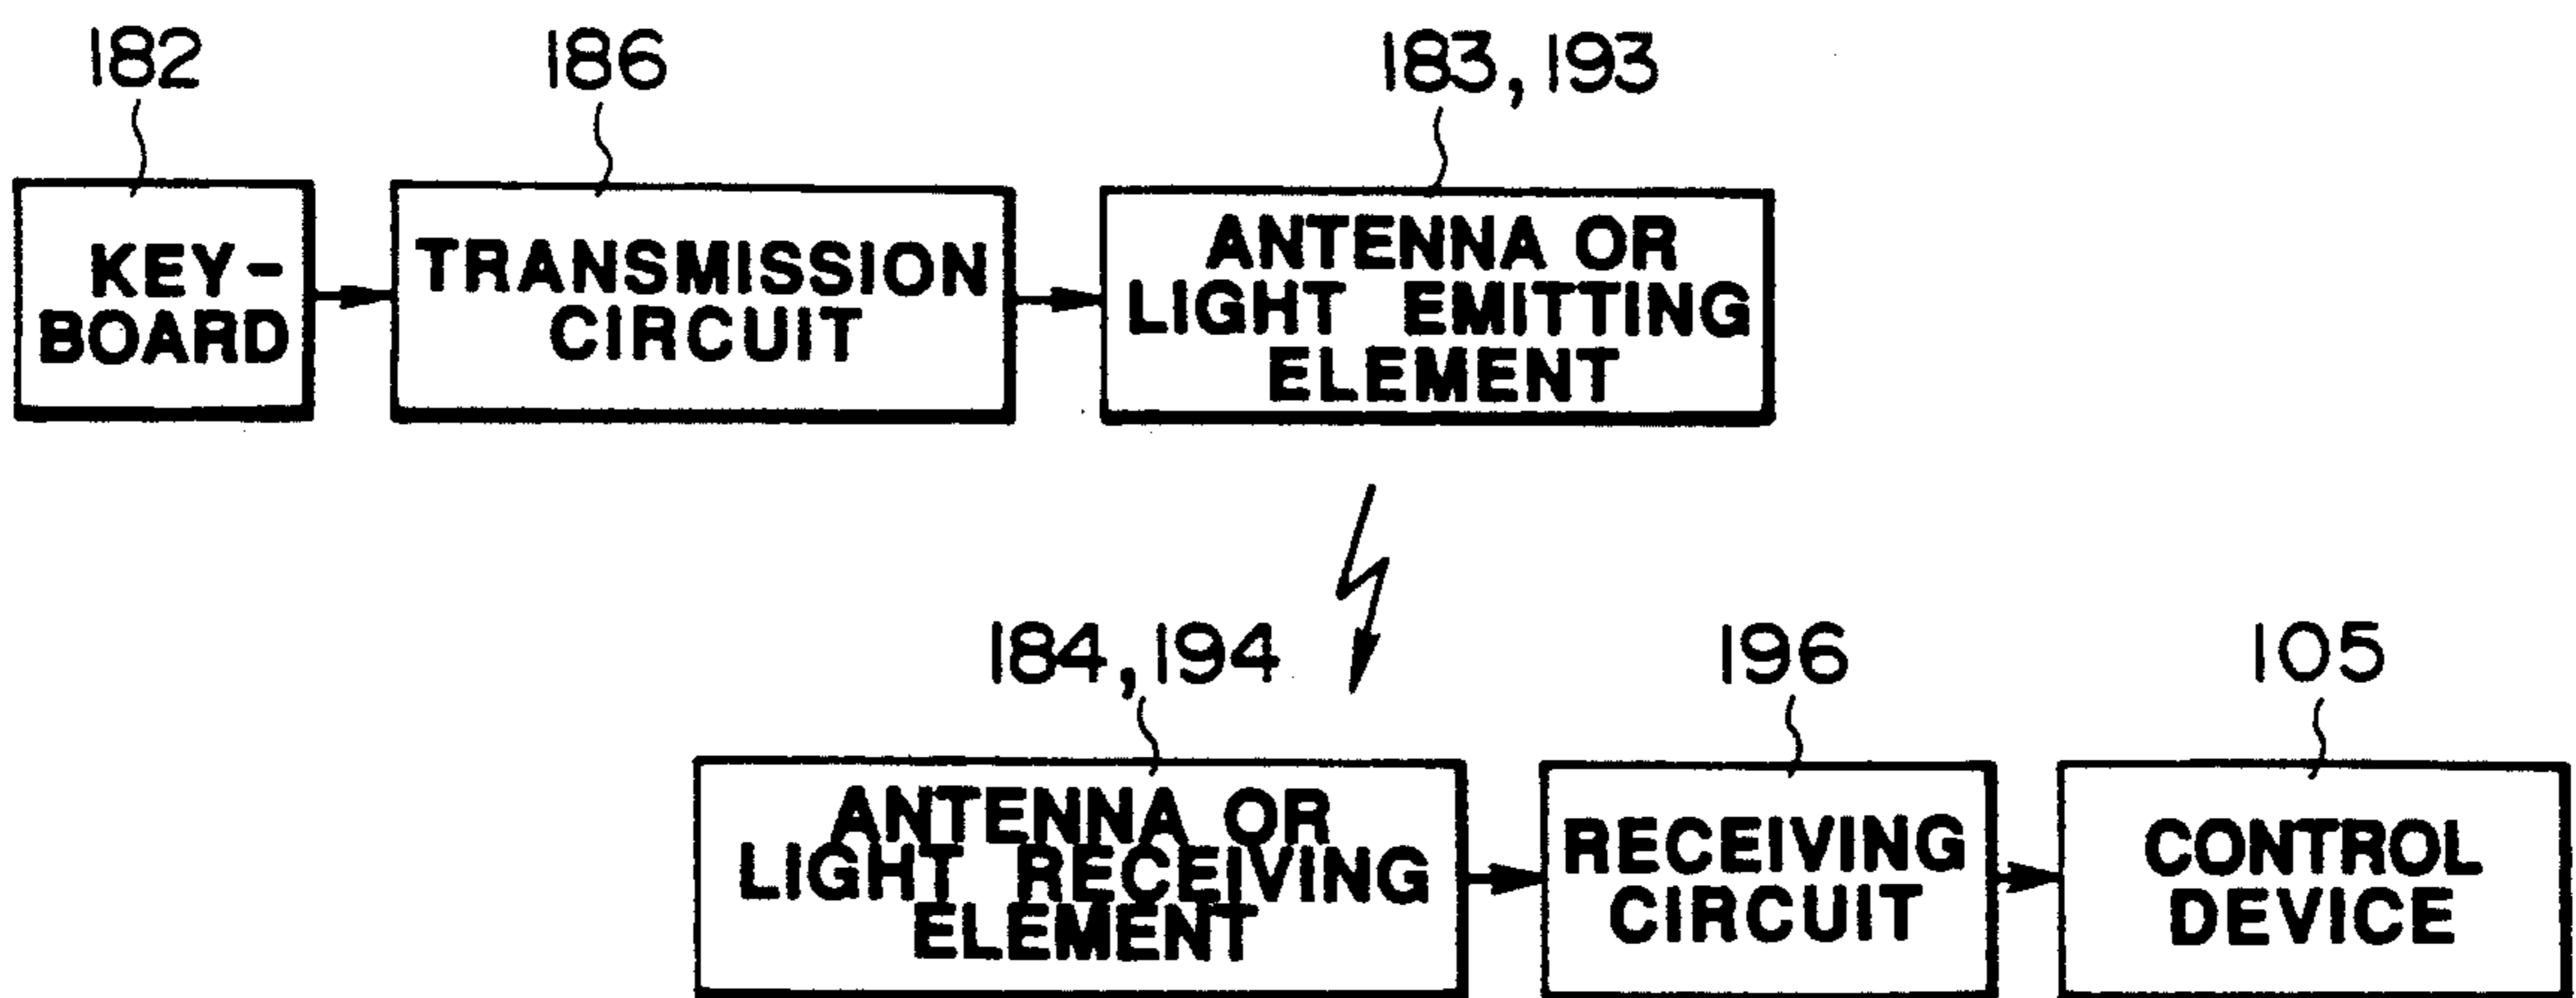 182
186
183, 193
KEY-
BOARD
TRANSMISSION
CIRCUIT
ANTENNA OR
LIGHT EMITTING
ELEMENT
184, 194
196
105
ANTENNA OR
LIGHT RECEIVING
ELEMENT
RECEIVING
CIRCUIT
CONTROL
DEVICE